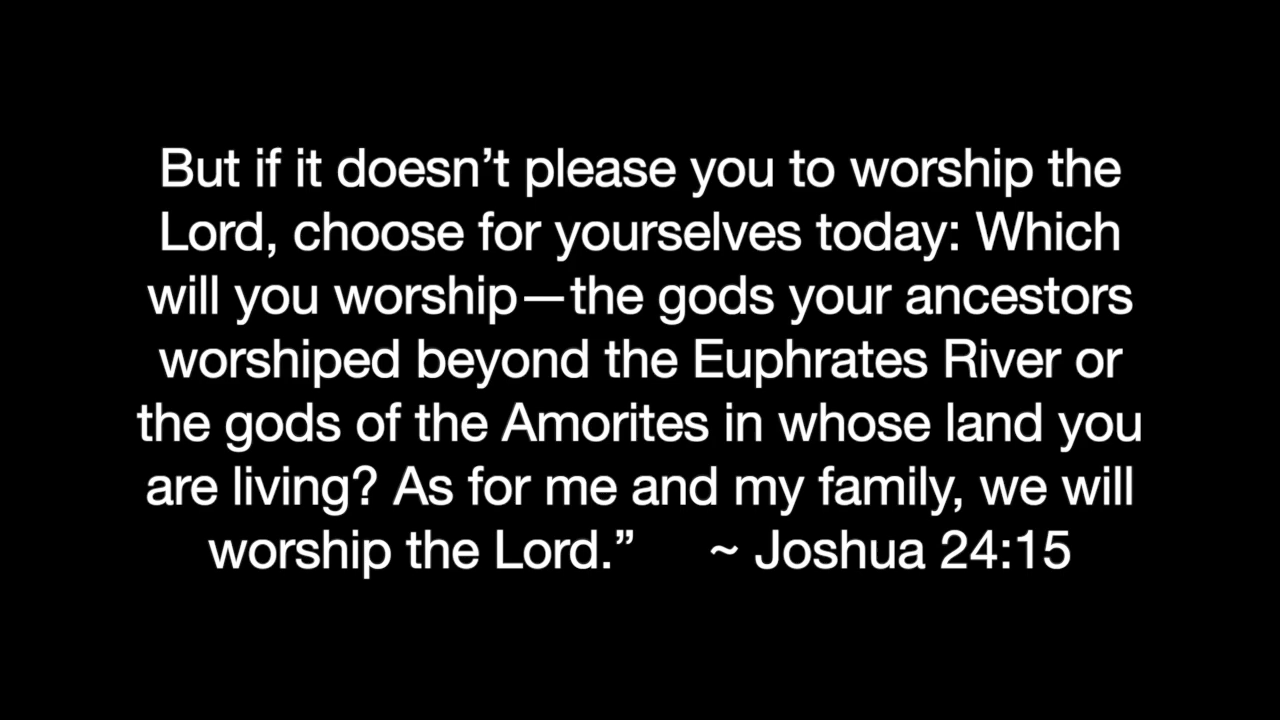 But if it doesn’t please you to worship the
Lord, choose for yourselves today: Which
will you worship—the gods your ancestors
worshiped beyond the Euphrates River or
the gods of the Amorites in whose land you
are living? As for me and my family, we will
worship the Lord.” ~ Joshua 24:15